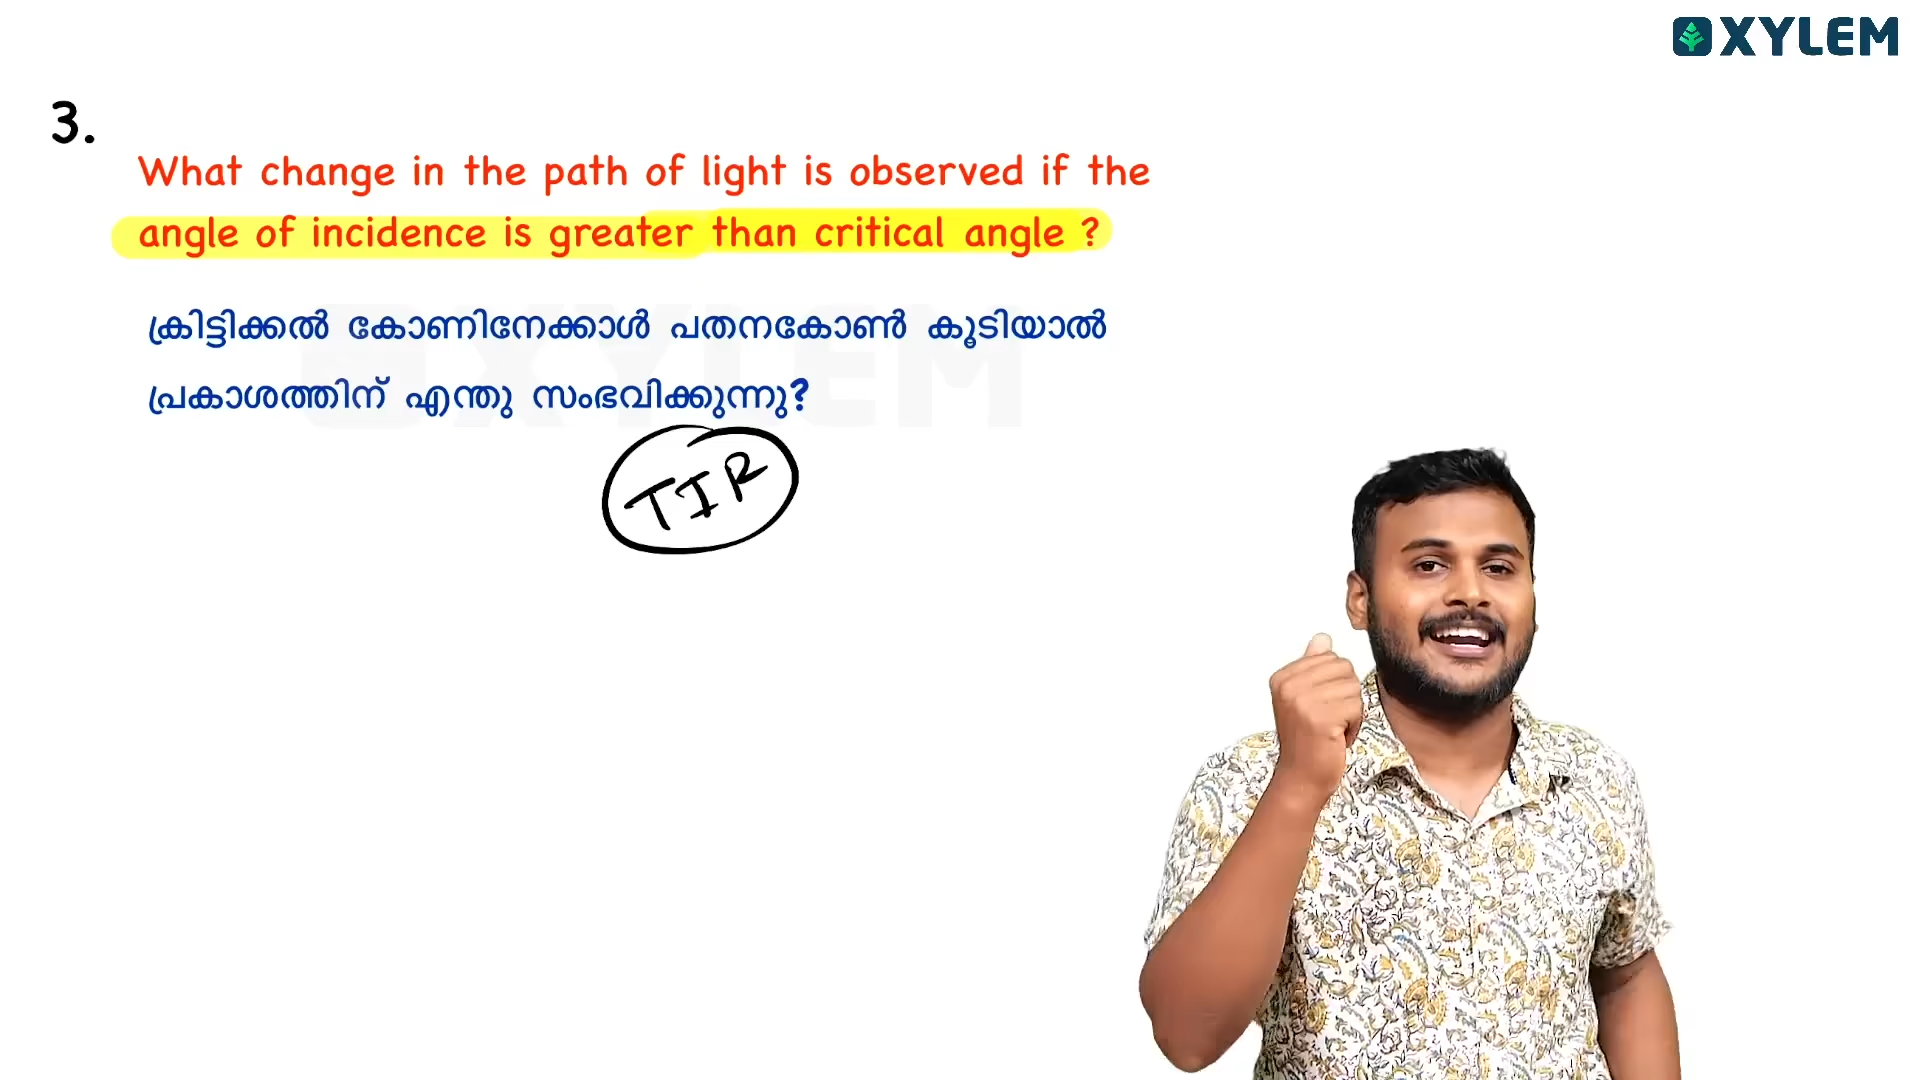 XYLEM
3.
What change in the path of light is observed if the
angle of incidence is greater than critical angle ?
ക്രിട്ടിക്കൽ കോണിനേക്കാൾ പതനകോൺ കൂടിയാൽ
പ്രകാശത്തിന് എന്തു സംഭവിക്കുന്നു?
XYLEM
TIR